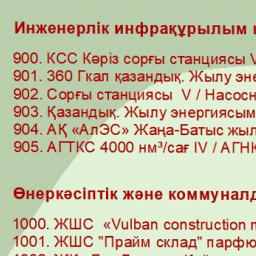 Инженерлік инфрақұрылым
900. КСС Кәріз сорғы станциясы V
901. 360 Гкал қазандық. Жылу эне
902. Сорғы станциясы V / Насосн
903. Қазандық. Жылу энергиясым
904. АҚ «АлЭС» Жаңа-Батыс жыл
905. АГТКС 4000 нм³/сағ IV / АГНК
Өнеркәсіптік және коммуналд
1000. ЖШС «Vulban construction
1001. ЖШС "Прайм склад" парфю